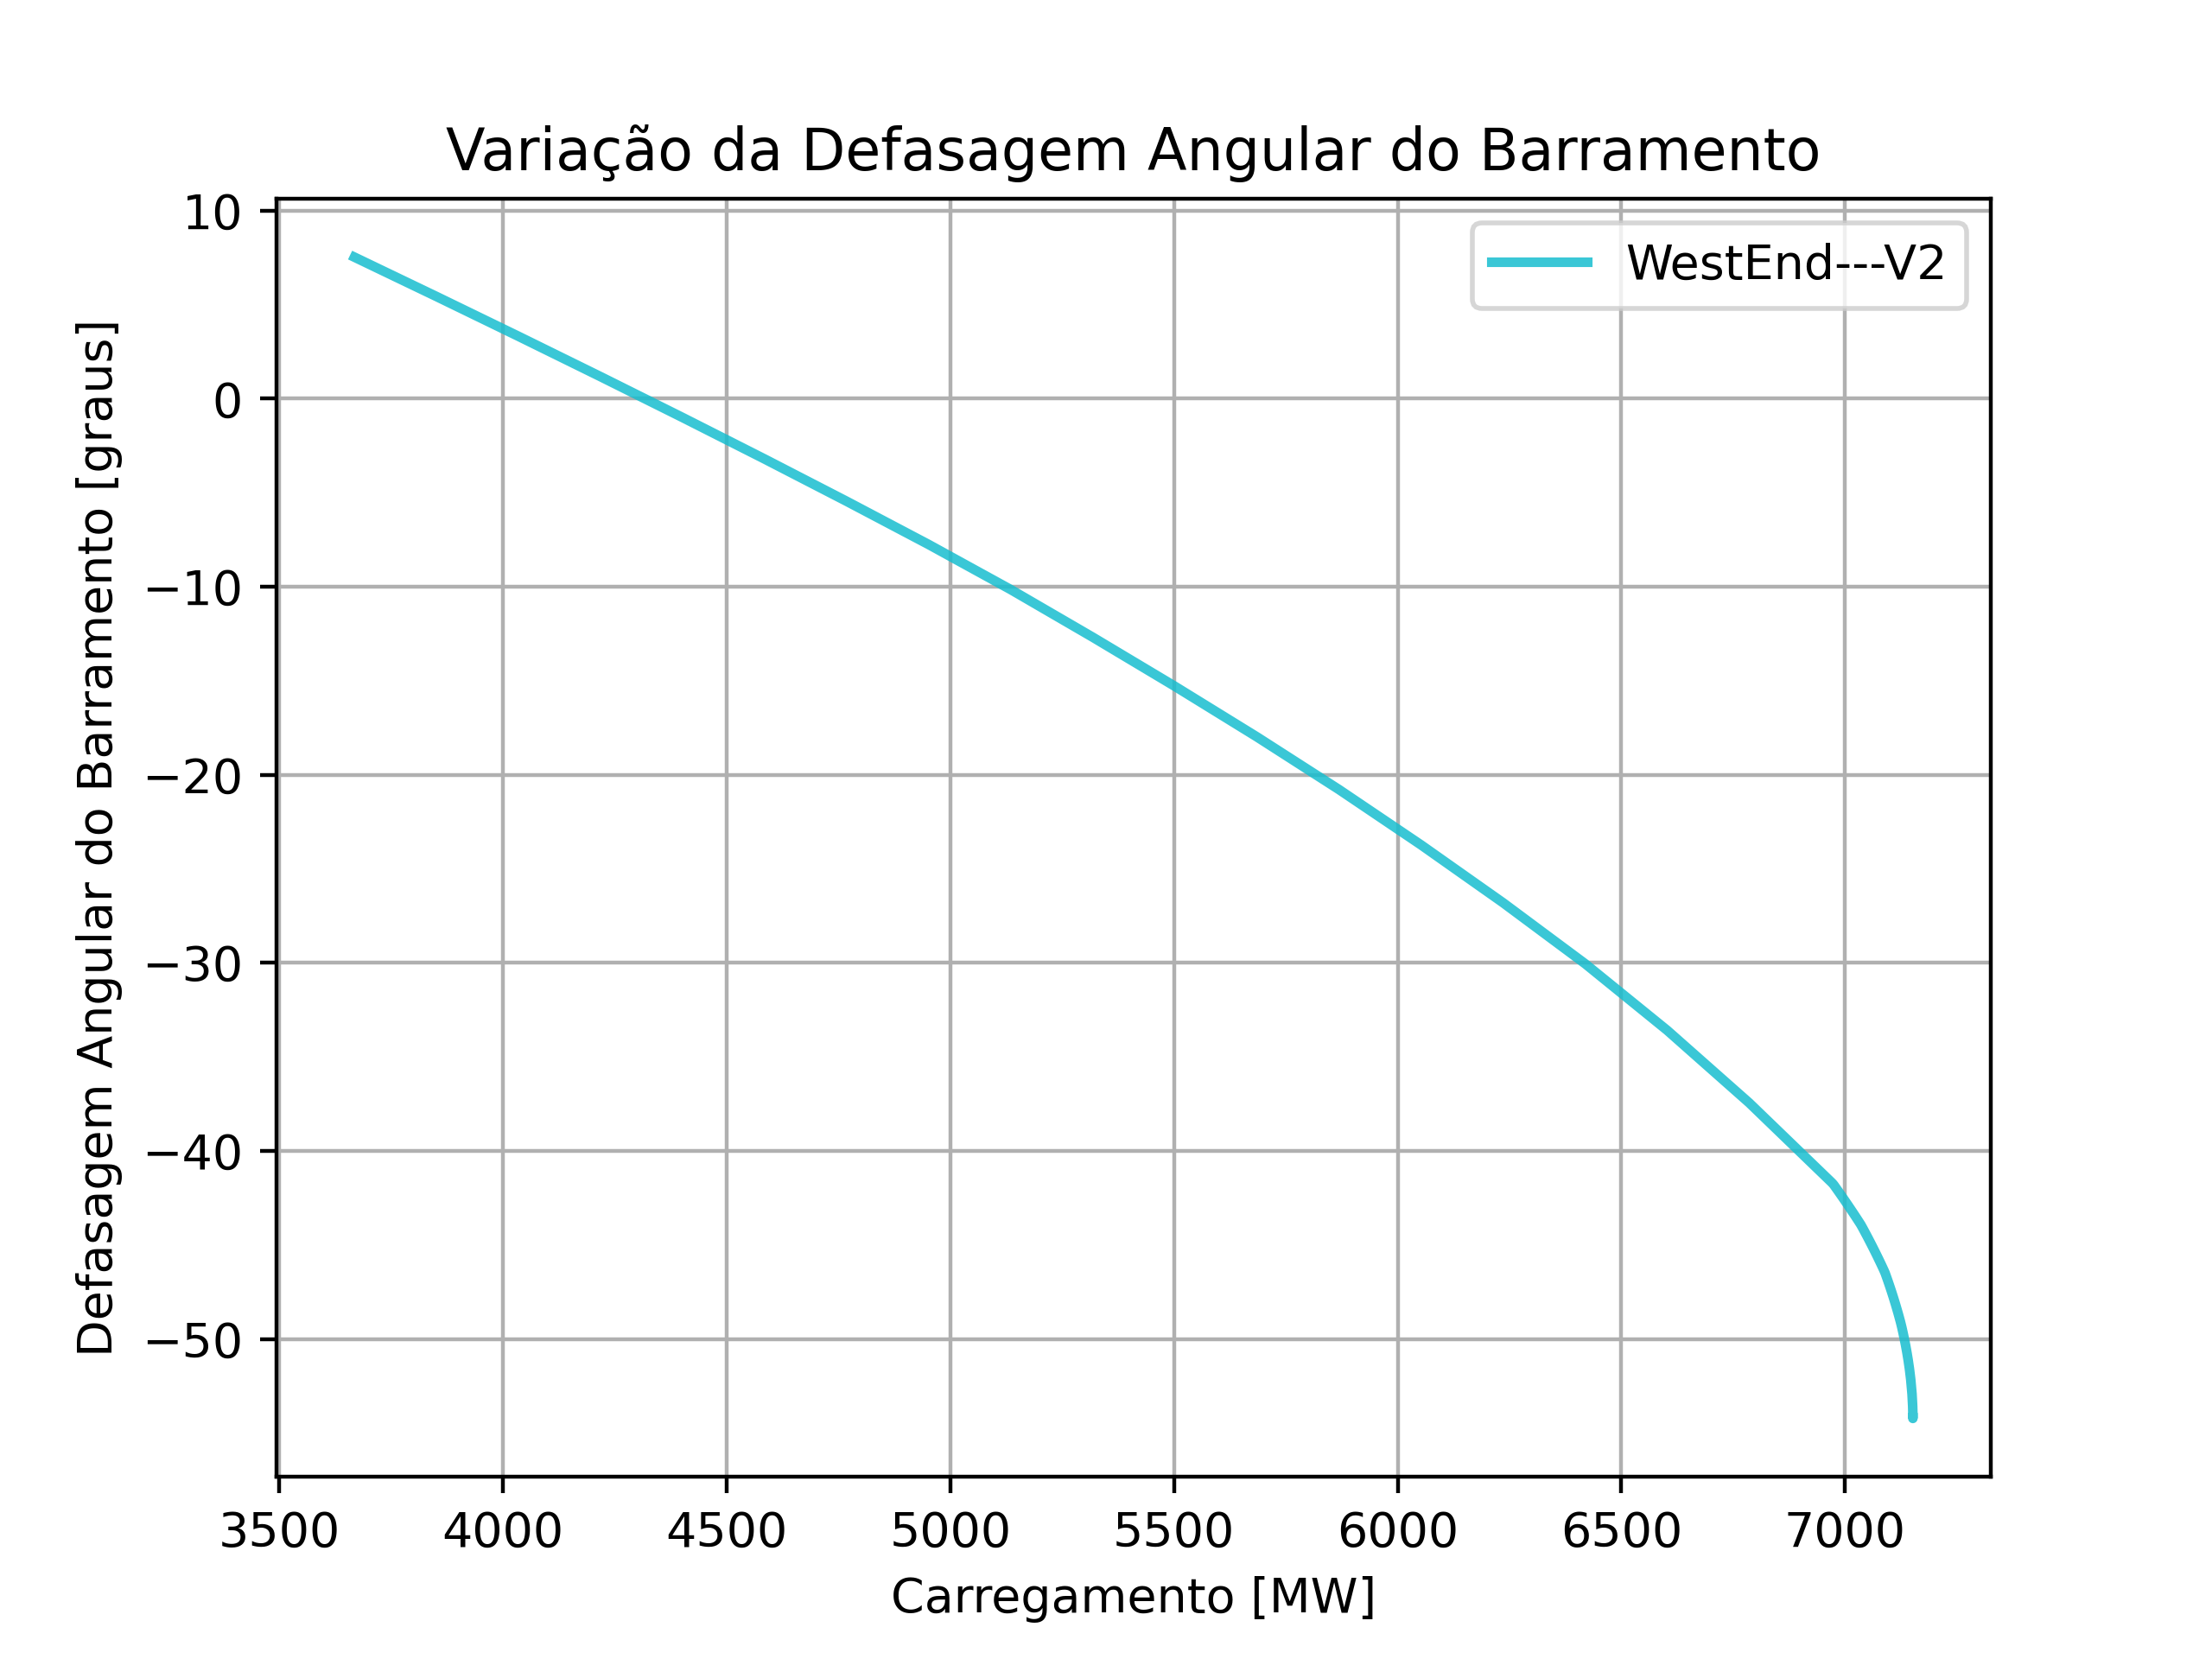 Variação da Defasagem Angular do Barramento
WestEnd---V2
Defasagem Angular do Barramento [graus]
10
0
−10
−20
−30
−40
−50
3500 4000 4500 5000 5500 6000 6500 7000
Carregamento [MW]